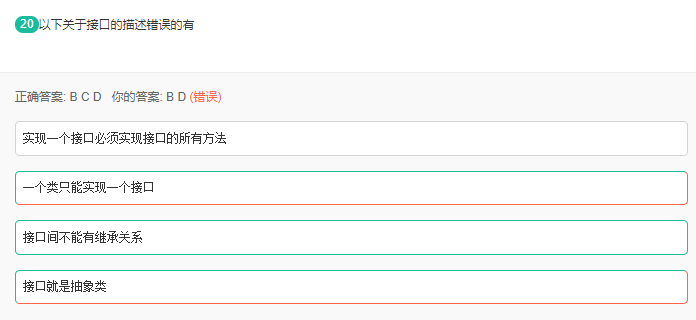 20以下关于接口的描述错误的有
正确答案: B C D 你的答案: B D (错误)
实现一个接口必须实现接口的所有方法
一个类只能实现一个接口
接口间不能有继承关系
接口就是抽象类